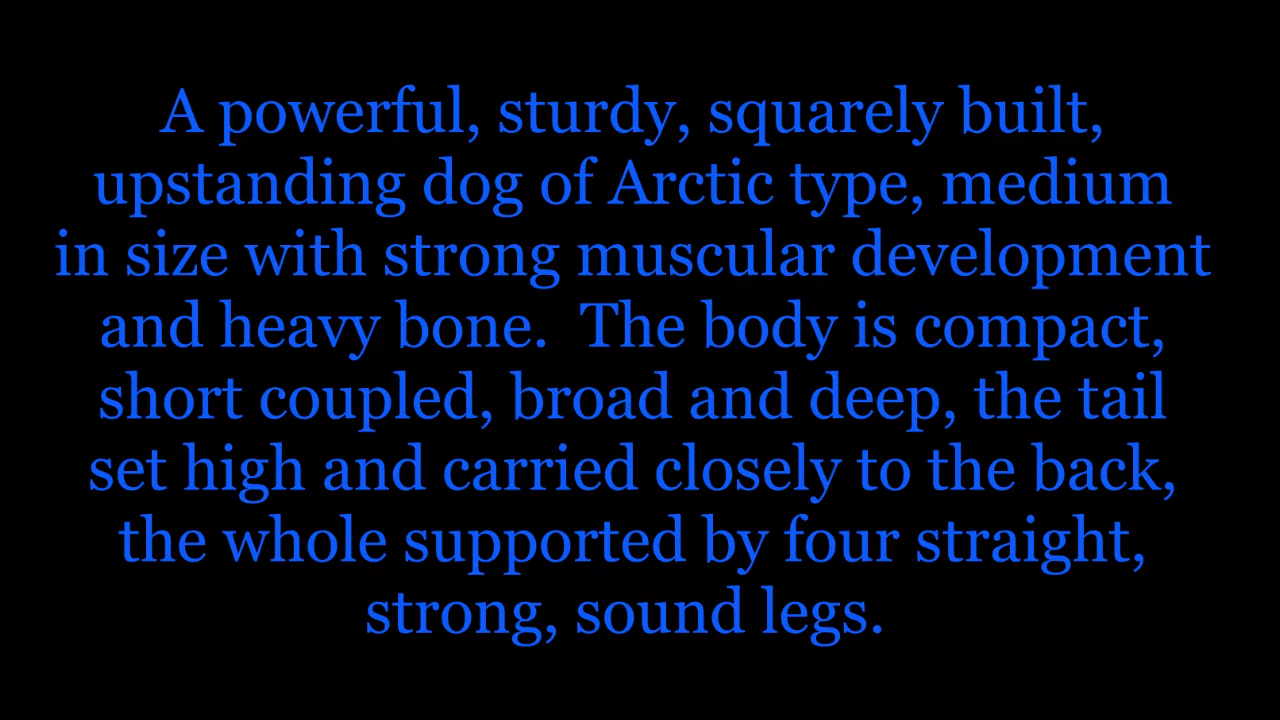 A powerful, sturdy, squarely built,
upstanding dog of Arctic type, medium
in size with strong muscular development
and heavy bone.  The body is compact,
short coupled, broad and deep, the tail
set high and carried closely to the back,
the whole supported by four straight,
strong, sound legs.